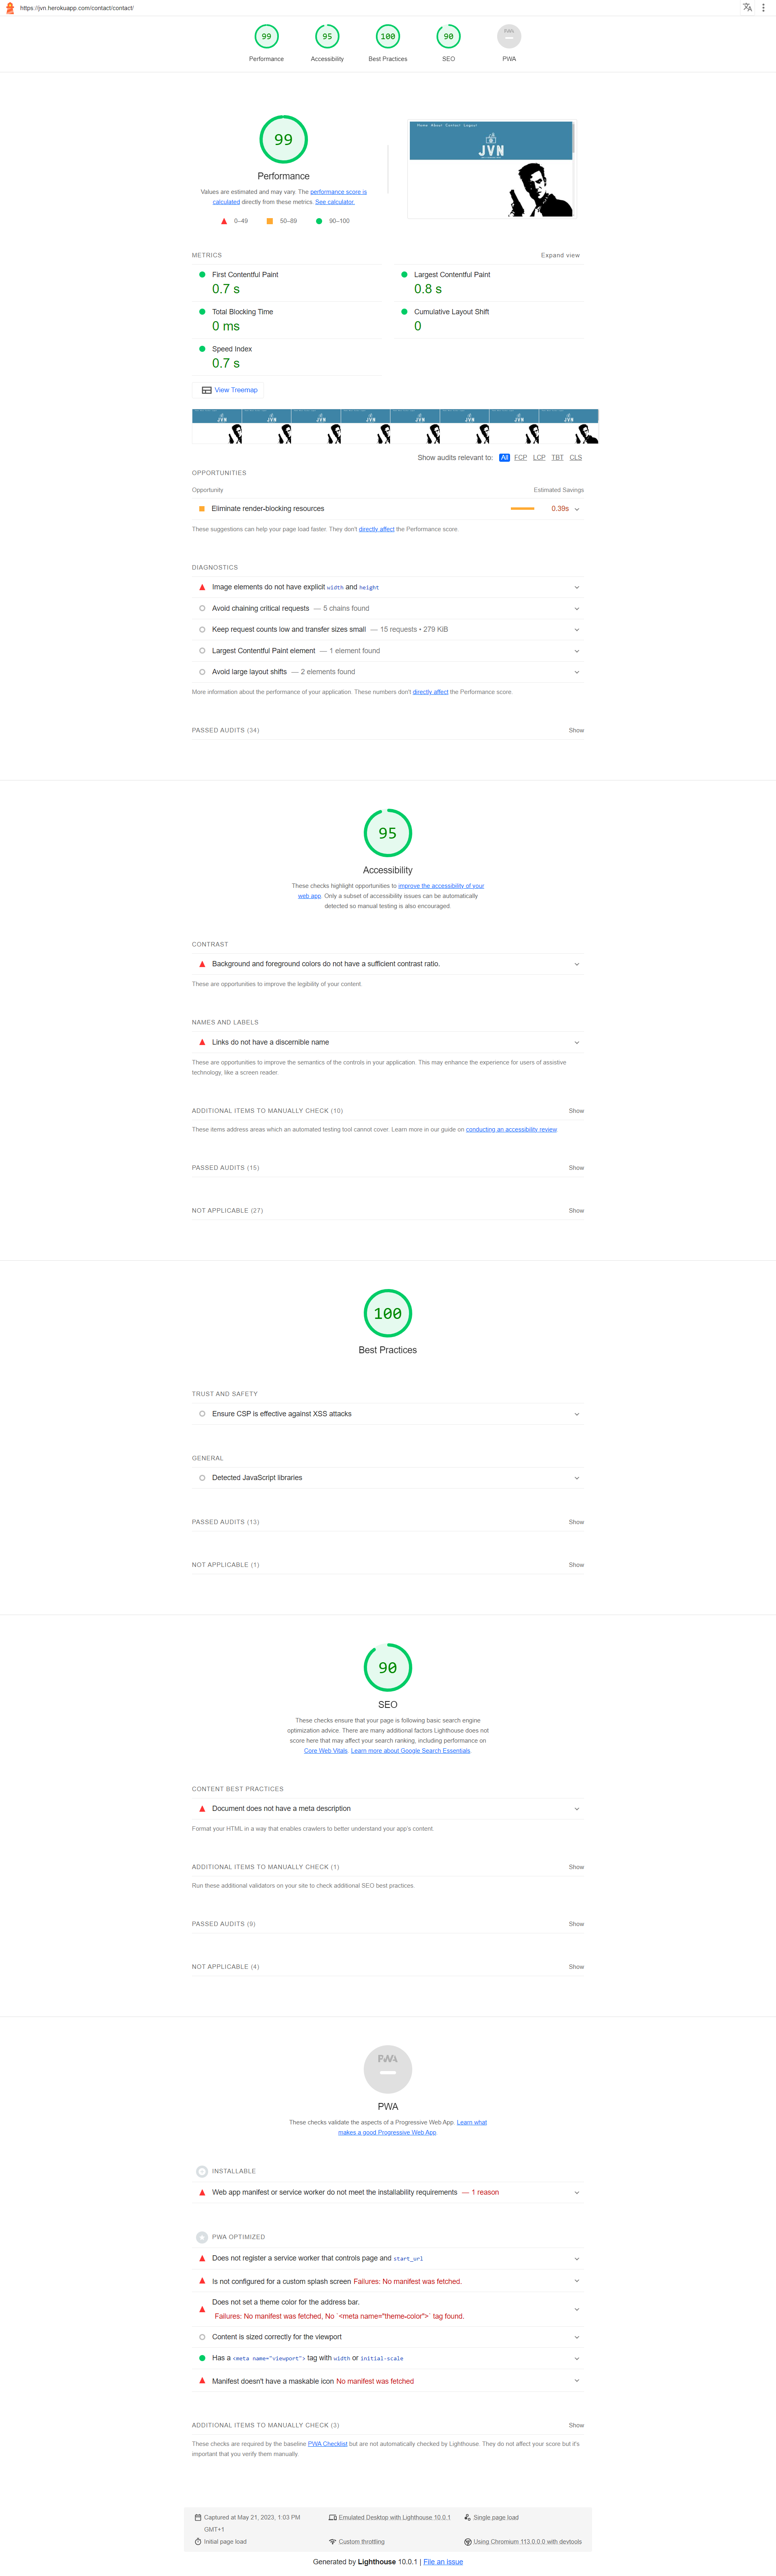 https://jvn.herokuapp.com/contact/contact/
99 95 100 90
Performance Accessibility Best Practices SEO PWA
99
Performance
Values are estimated and may vary. The performance score is
calculated directly from these metrics. See calculator.
0–49 50–89 90–100
Home About Contact Logout
JVN
METRICS Expand view
First Contentful Paint
0.7 s
Largest Contentful Paint
0.8 s
Total Blocking Time
0 ms
Cumulative Layout Shift
0
Speed Index
0.7 s
View Treemap
JVN JVN JVN JVN JVN JVN JVN JVN
Show audits relevant to: All FCP LCP TBT CLS
OPPORTUNITIES
Opportunity Estimated Savings
Eliminate render-blocking resources 0.39s
These suggestions can help your page load faster. They don't directly affect the Performance score.
DIAGNOSTICS
Image elements do not have explicit width and height
Avoid chaining critical requests — 5 chains found
Keep request counts low and transfer sizes small — 15 requests • 279 KiB
Largest Contentful Paint element — 1 element found
Avoid large layout shifts — 2 elements found
More information about the performance of your application. These numbers don't directly affect the Performance score.
PASSED AUDITS (34) Show
95
Accessibility
These checks highlight opportunities to improve the accessibility of your
web app. Only a subset of accessibility issues can be automatically
detected so manual testing is also encouraged.
CONTRAST
Background and foreground colors do not have a sufficient contrast ratio.
These are opportunities to improve the legibility of your content.
NAMES AND LABELS
Links do not have a discernible name
These are opportunities to improve the semantics of the controls in your application. This may enhance the experience for users of assistive
technology, like a screen reader.
ADDITIONAL ITEMS TO MANUALLY CHECK (10) Show
These items address areas which an automated testing tool cannot cover. Learn more in our guide on conducting an accessibility review.
PASSED AUDITS (15) Show
NOT APPLICABLE (27) Show
100
Best Practices
TRUST AND SAFETY
Ensure CSP is effective against XSS attacks
GENERAL
Detected JavaScript libraries
PASSED AUDITS (13) Show
NOT APPLICABLE (1) Show
90
SEO
These checks ensure that your page is following basic search engine
optimization advice. There are many additional factors Lighthouse does not
score here that may affect your search ranking, including performance on
Core Web Vitals. Learn more about Google Search Essentials.
CONTENT BEST PRACTICES
Document does not have a meta description
Format your HTML in a way that enables crawlers to better understand your app's content.
ADDITIONAL ITEMS TO MANUALLY CHECK (1) Show
Run these additional validators on your site to check additional SEO best practices.
PASSED AUDITS (9) Show
NOT APPLICABLE (4) Show
PWA
PWA
These checks validate the aspects of a Progressive Web App. Learn what
makes a good Progressive Web App.
INSTALLABLE
Web app manifest or service worker do not meet the installability requirements — 1 reason
PWA OPTIMIZED
Does not register a service worker that controls page and start_url
Is not configured for a custom splash screen Failures: No manifest was fetched.
Does not set a theme color for the address bar.
Failures: No manifest was fetched, No `<meta name="theme-color">` tag found.
Content is sized correctly for the viewport
Has a <meta name="viewport"> tag with width or initial-scale
Manifest doesn't have a maskable icon No manifest was fetched
ADDITIONAL ITEMS TO MANUALLY CHECK (3) Show
These checks are required by the baseline PWA Checklist but are not automatically checked by Lighthouse. They do not affect your score but it's
important that you verify them manually.
Captured at May 21, 2023, 1:03 PM
GMT+1
Emulated Desktop with Lighthouse 10.0.1
Single page load
Initial page load
Custom throttling
Using Chromium 113.0.0.0 with devtools
Generated by Lighthouse 10.0.1 | File an issue